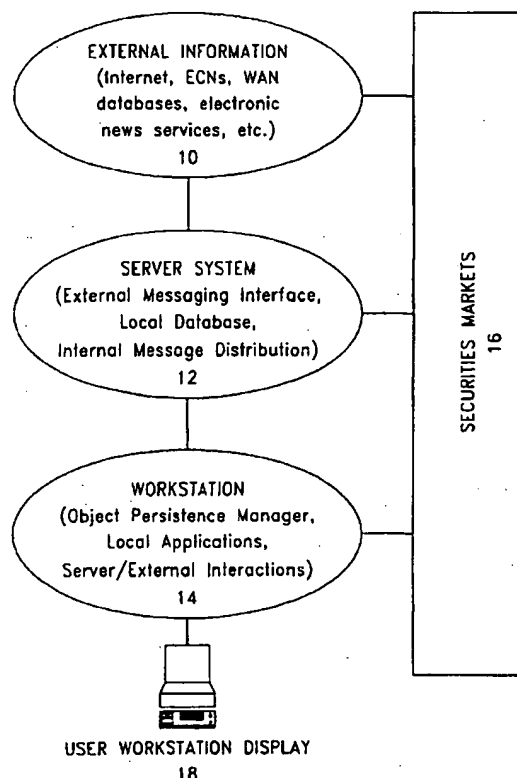 EXTERNAL INFORMATION
(Internet, ECNs, WAN
databases, electronic
news services, etc.)
10
SERVER SYSTEM
(External Messaging Interface,
Local Database,
Internal Message Distribution)
12
WORKSTATION
(Object Persistence Manager,
Local Applications,
Server/External Interactions)
14
USER WORKSTATION DISPLAY
18
SECURITIES MARKETS
16